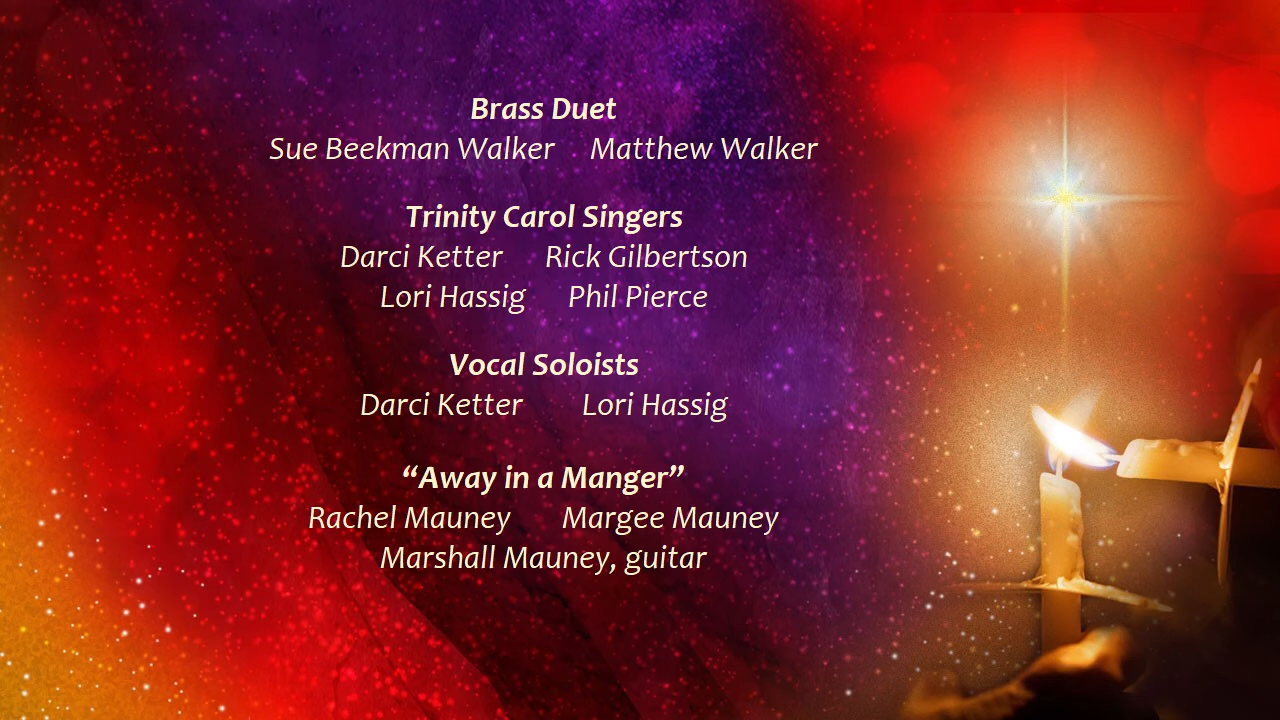 Brass Duet
Sue Beekman Walker Matthew Walker
Trinity Carol Singers
Darci Ketter Rick Gilbertson
Lori Hassig Phil Pierce
Vocal Soloists
Darci Ketter Lori Hassig
“Away in a Manger”
Rachel Mauney Margee Mauney
Marshall Mauney, guitar